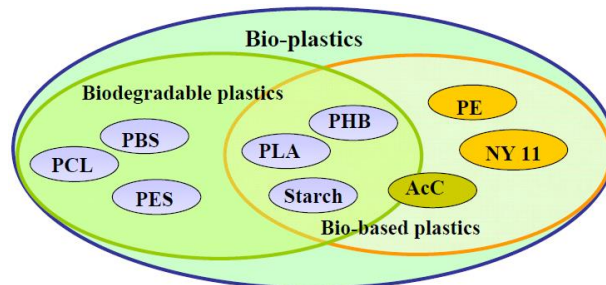 Bio-plastics
Biodegradable plastics
PBS
PCL
PES
PHB
PLA
Starch
PE
NY 11
AcC
Bio-based plastics